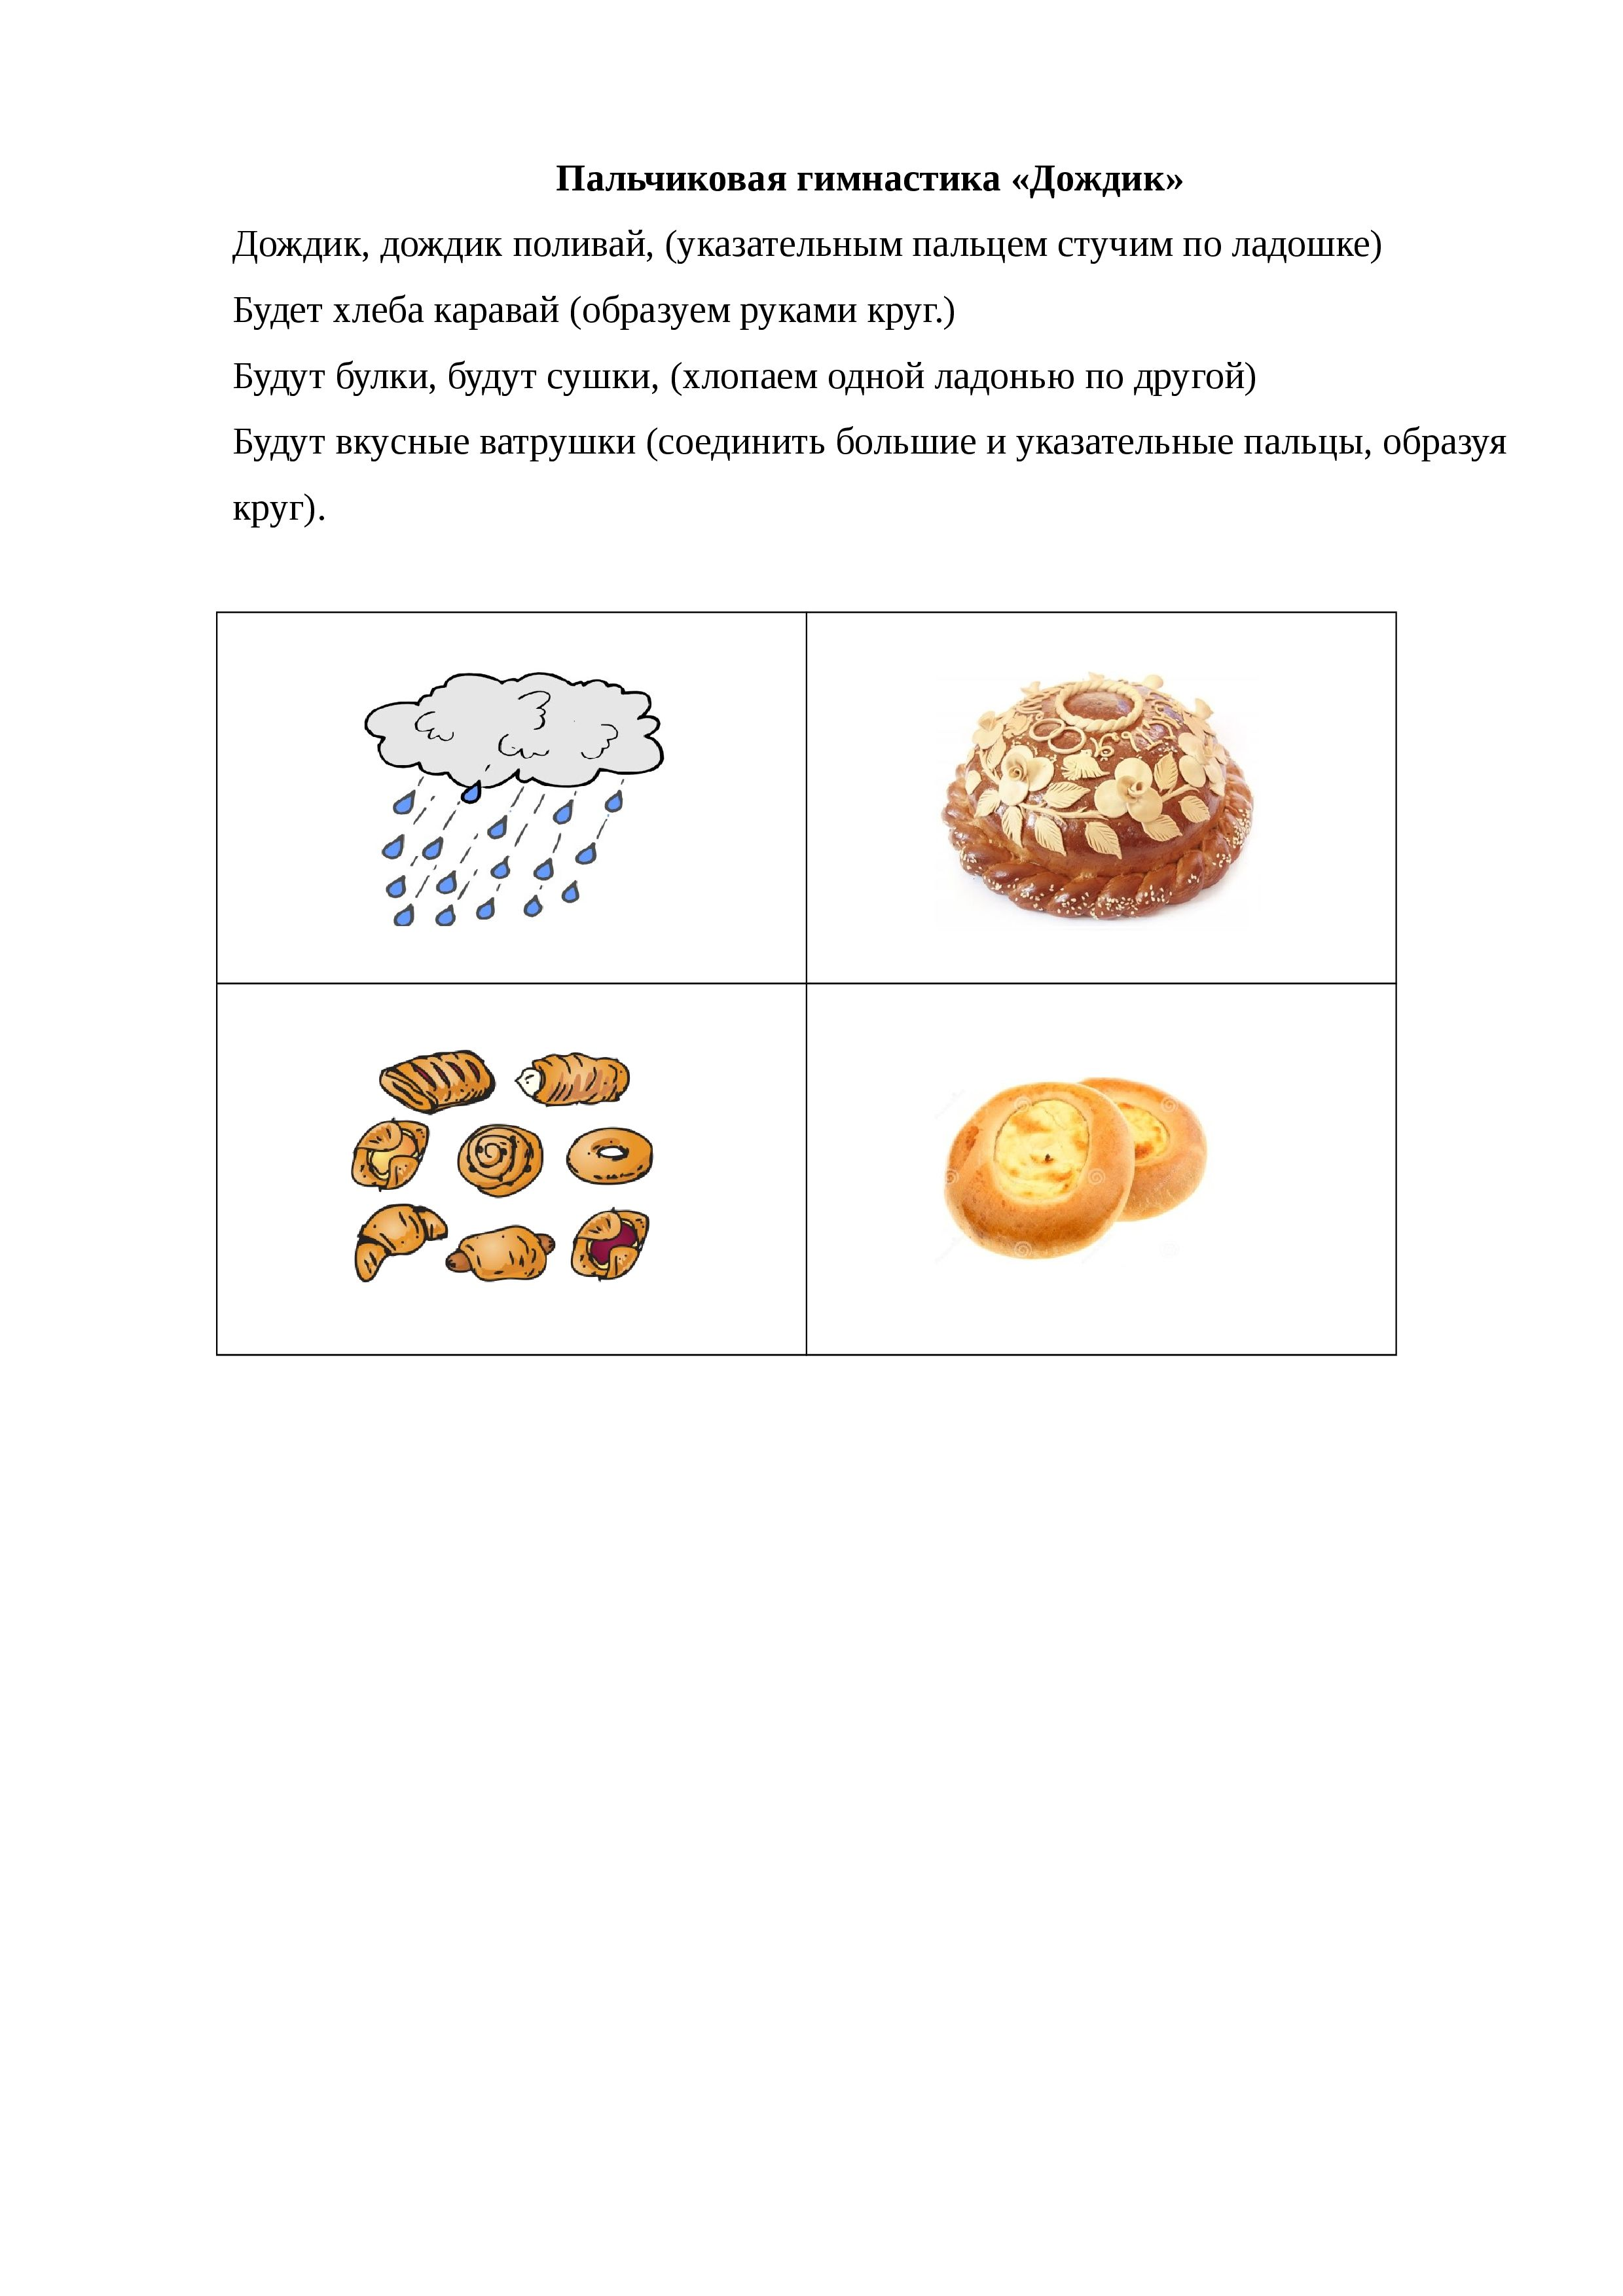 Пальчиковая гимнастика «Дождик»
Дождик, дождик поливай, (указательным пальцем стучим по ладошке)
Будет хлеба каравай (образуем руками круг.)
Будут булки, будут сушки, (хлопаем одной ладонью по другой)
Будут вкусные ватрушки (соединить большие и указательные пальцы, образуя
круг).